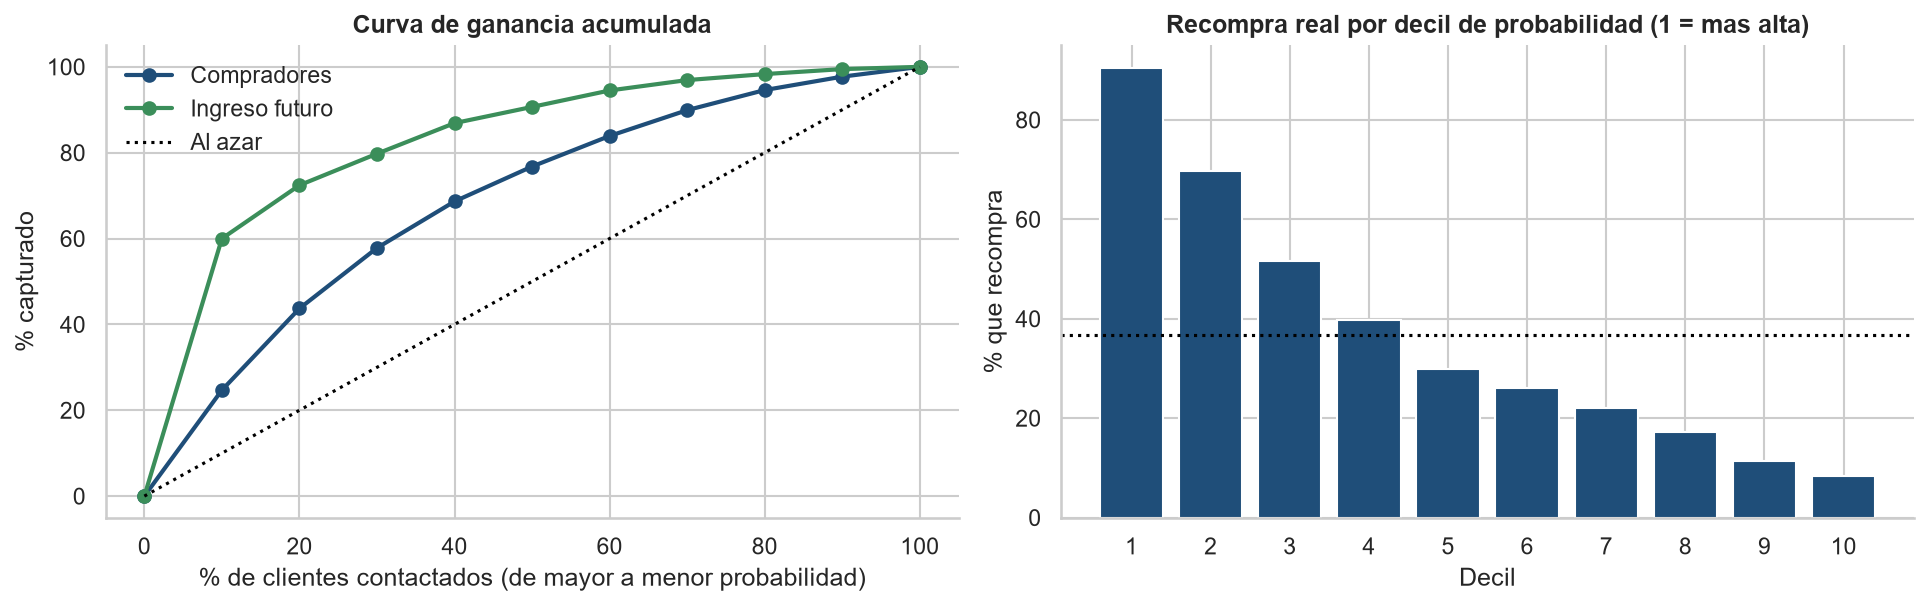 Curva de ganancia acumulada
Compradores
Ingreso futuro
Al azar
100
80
60
40
20
0
% capturado
0 20 40 60 80 100
% de clientes contactados (de mayor a menor probabilidad)
Recompra real por decil de probabilidad (1 = mas alta)
80
60
40
20
0
% que recompra
1 2 3 4 5 6 7 8 9 10
Decil